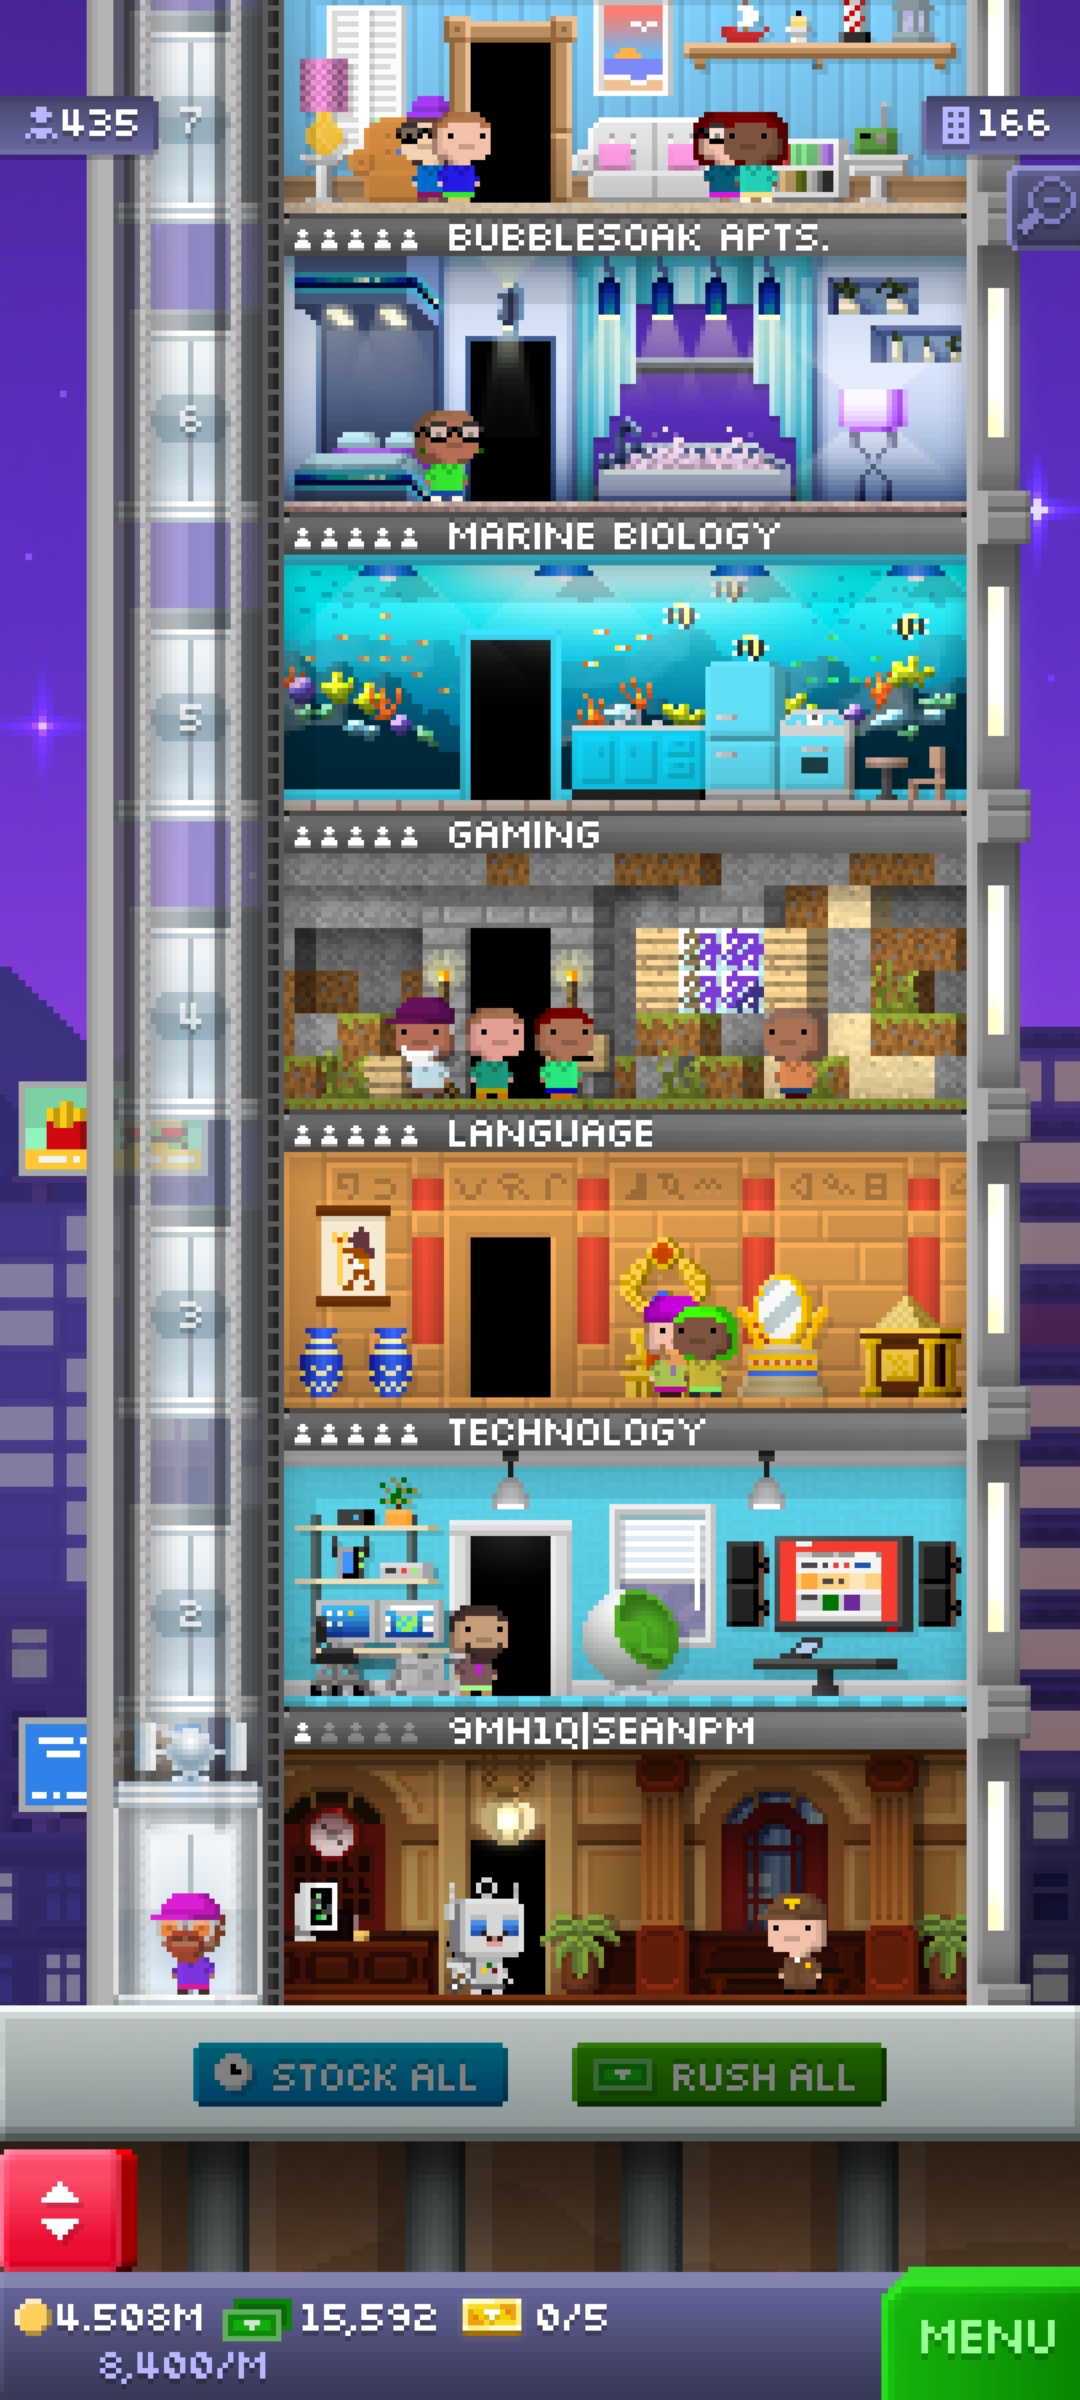 7
435
166
BUBBLESOAK APTS.
6
MARINE BIOLOGY
5
GAMING
4
LANGUAGE
3
TECHNOLOGY
2
9MH1Q|SEANPM
STOCK ALL
RUSH ALL
4.508M
15,592
0/5
8,400/M
MENU